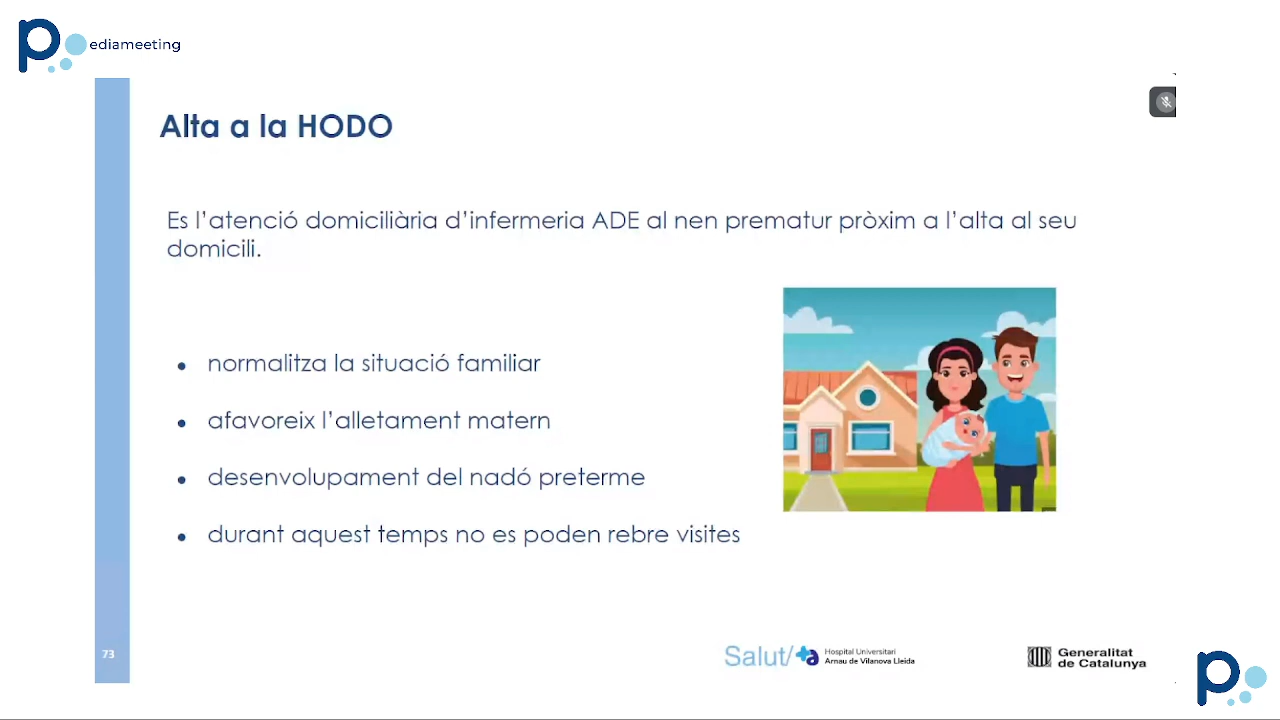 ediameeting
Alta a la HODO
Es l'atenció domiciliària d'infermeria ADE al nen prematur pròxim a l'alta al seu
domicili.
• normalitza la situació familiar
• afavoreix l'alletament matern
• desenvolupament del nadó preterme
• durant aquest temps no es poden rebre visites
73
Salut/
Hospital Universitari
Arnau de Vilanova Lleida
Generalitat
de Catalunya